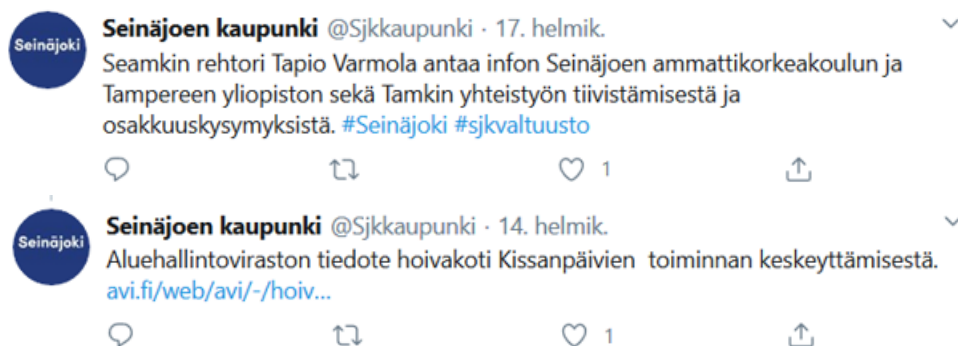 Seinäjoki
Seinäjoen kaupunki @Sjkkaupunki · 17. helmik.
Seamkin rehtori Tapio Varmola antaa infon Seinäjoen ammattikorkeakoulun ja
Tampereen yliopiston sekä Tamkin yhteistyön tiivistämisestä ja
osakkuuskysymyksistä. #Seinäjoki #sjkvaltuusto
1
Seinäjoki
Seinäjoen kaupunki @Sjkkaupunki · 14. helmik.
Aluehallintoviraston tiedote hoivakoti Kissanpäivien toiminnan keskeyttämisestä.
avi.fi/web/avi/-/hoiv...
1